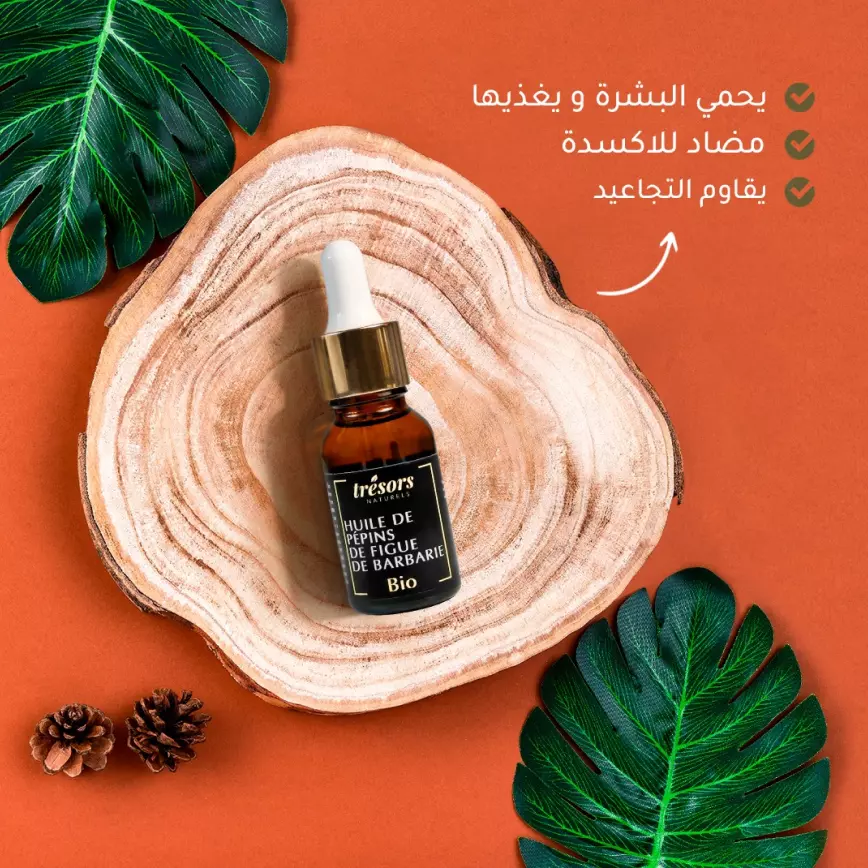 يحمي البشرة و يغذيها
مضاد للاكسدة
يقاوم التجاعيد
trésors
NATURELS
HUILE DE
PÉPINS
DE FIGUE
DE BARBARIE
Bio